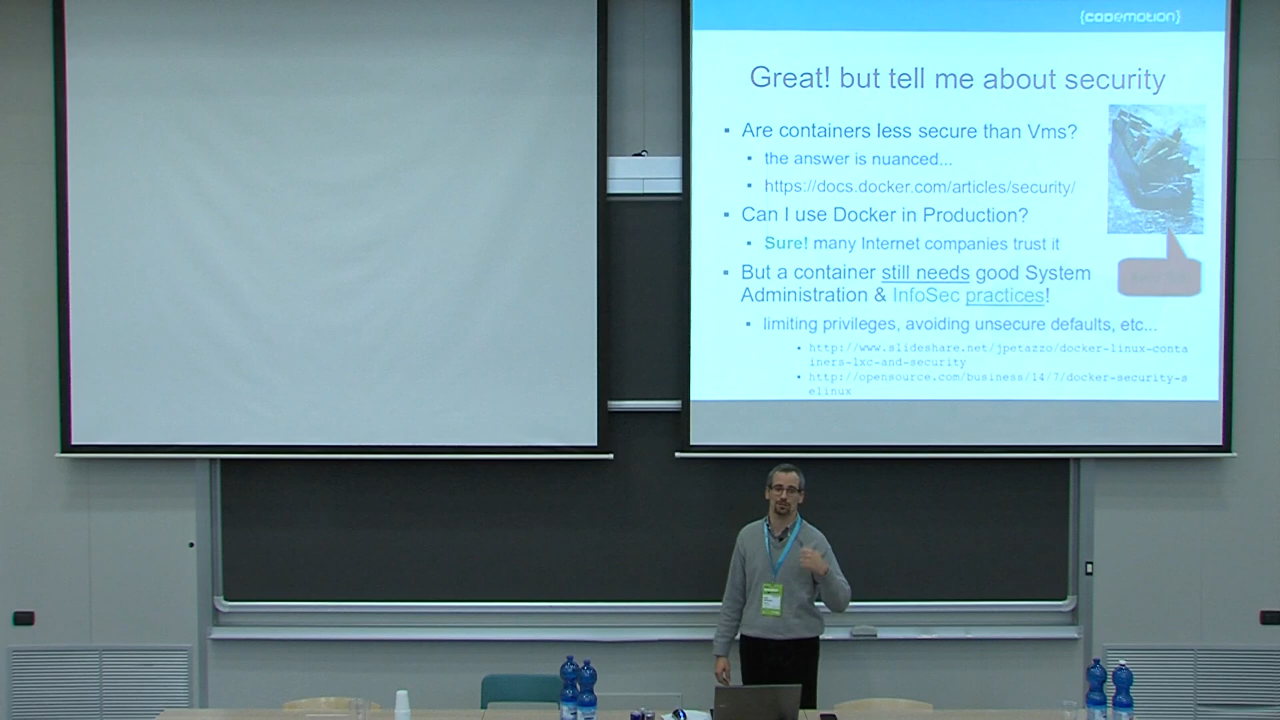 {codemotion}
Great! but tell me about security
Are containers less secure than Vms?
the answer is nuanced...
https://docs.docker.com/articles/security/
Can I use Docker in Production?
Sure! many Internet companies trust it
But a container still needs good System
Administration & InfoSec practices!
limiting privileges, avoiding unsecure defaults, etc...
http://www.slideshare.net/jpetazzo/docker-linux-conta
iners-lxc-and-security
http://opensource.com/business/14/7/docker-security-s
elinux